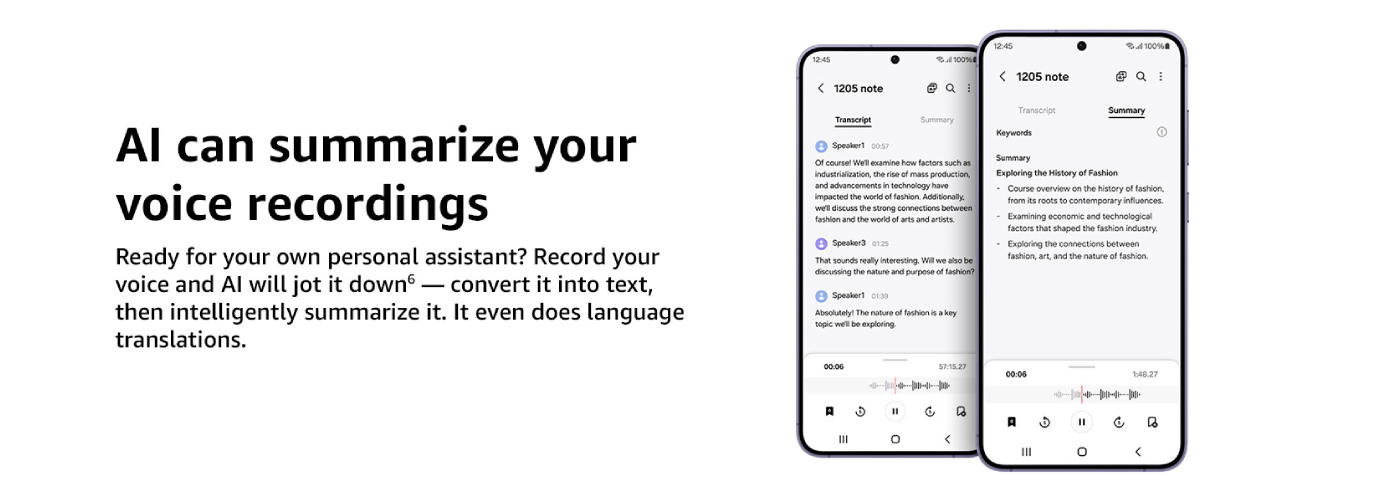 AI can summarize your
voice recordings
Ready for your own personal assistant? Record your
voice and AI will jot it down⁶ — convert it into text,
then intelligently summarize it. It even does language
translations.
12:45
100%
1205 note
Transcript Summary
Speaker1 00:57
Of course! We'll examine how factors such as
industrialization, the rise of mass production,
and advancements in technology have
impacted the world of fashion. Additionally,
we'll discuss the strong connections between
fashion and the world of arts and artists.
Speaker3 01:25
That sounds really interesting. Will we also be
discussing the nature and purpose of fashion?
Speaker1 01:39
Absolutely! The nature of fashion is a key
topic we'll be exploring.
00:06 57:15.27
12:45 100%
1205 note
Transcript Summary
Keywords
Summary
Exploring the History of Fashion
- Course overview on the history of fashion,
from its roots to contemporary influences.
- Examining economic and technological
factors that shaped the fashion industry.
- Exploring the connections between
fashion, art, and the nature of fashion.
00:06 1:48.27